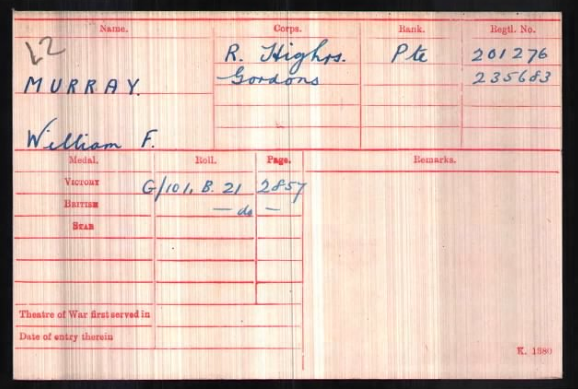 Name. Corps. Rank. Regtl. No.
L2
R. Highrs. Pte 201276
MURRAY. Gordons 235683
William F.
Medal. Roll. Page. Remarks.
VICTORY G/101, B. 21 2857
BRITISH — do —
STAR
Theatre of War first served in
Date of entry therein
K. 1380